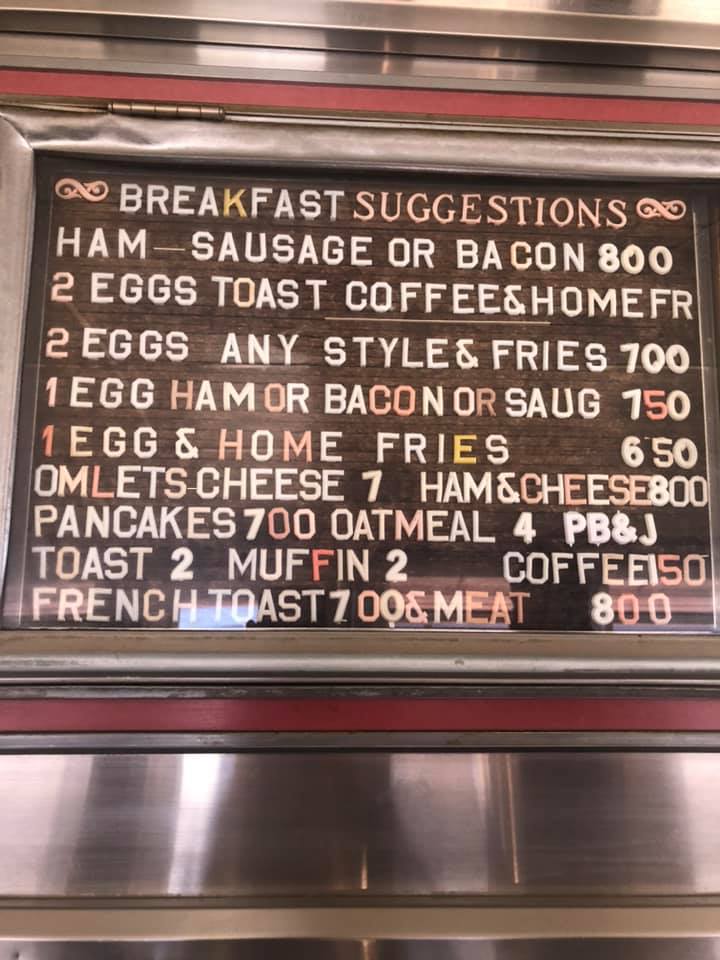 BREAKFAST SUGGESTIONS
HAM-SAUSAGE OR BACON 800
2 EGGS TOAST COFFEE&HOMEFR
2 EGGS ANY STYLE& FRIES 700
1 EGG HAM OR BACON OR SAUG 750
1 EGG & HOME FRIES 650
OMLETS-CHEESE 7 HAM&CHEESE800
PANCAKES 700 OATMEAL 4 PB&J
TOAST 2 MUFFIN 2 COFFEE150
FRENCH TOAST700& MEAT 800